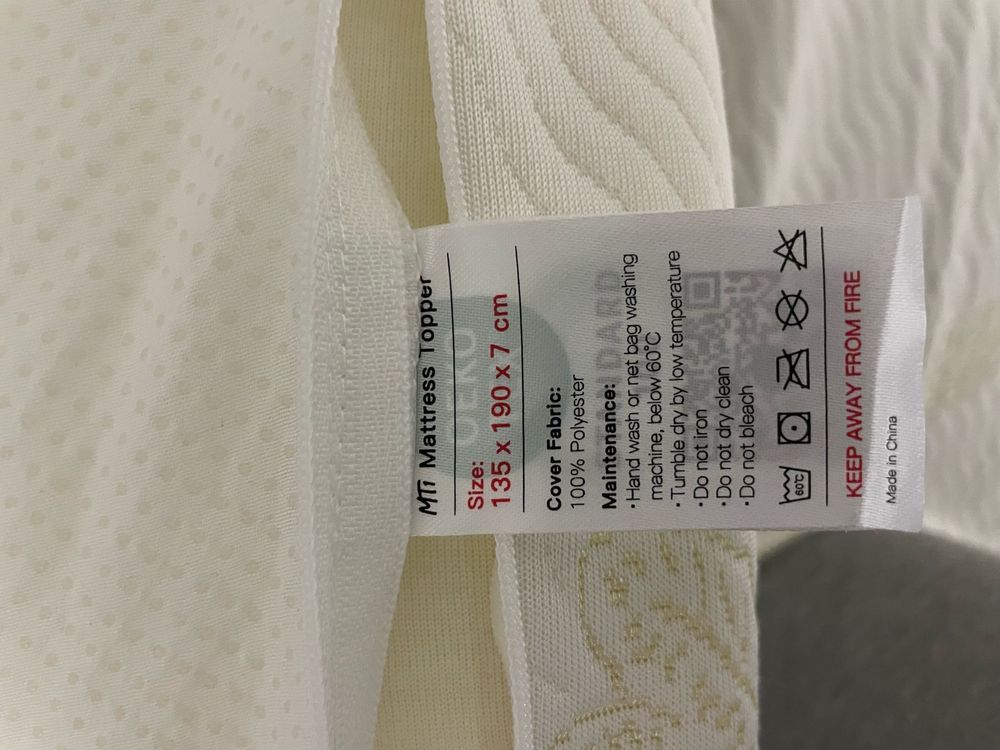 MTi Mattress Topper
Size:
135 x 190 x 7 cm
Cover Fabric:
100% Polyester
Maintenance:
· Hand wash or net bag washing
machine, below 60°C
· Tumble dry by low temperature
· Do not iron
· Do not dry clean
· Do not bleach
60°C
KEEP AWAY FROM FIRE
Made in China